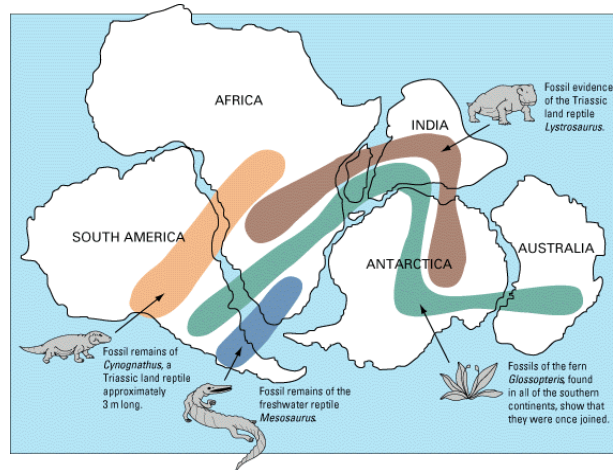 AFRICA
INDIA
Fossil evidence
of the Triassic
land reptile
Lystrosaurus.
SOUTH AMERICA
ANTARCTICA
AUSTRALIA
Fossil remains of
Cynognathus, a
Triassic land reptile
approximately
3 m long.
Fossil remains of the
freshwater reptile
Mesosaurus.
Fossils of the fern
Glossopteris, found
in all of the southern
continents, show that
they were once joined.